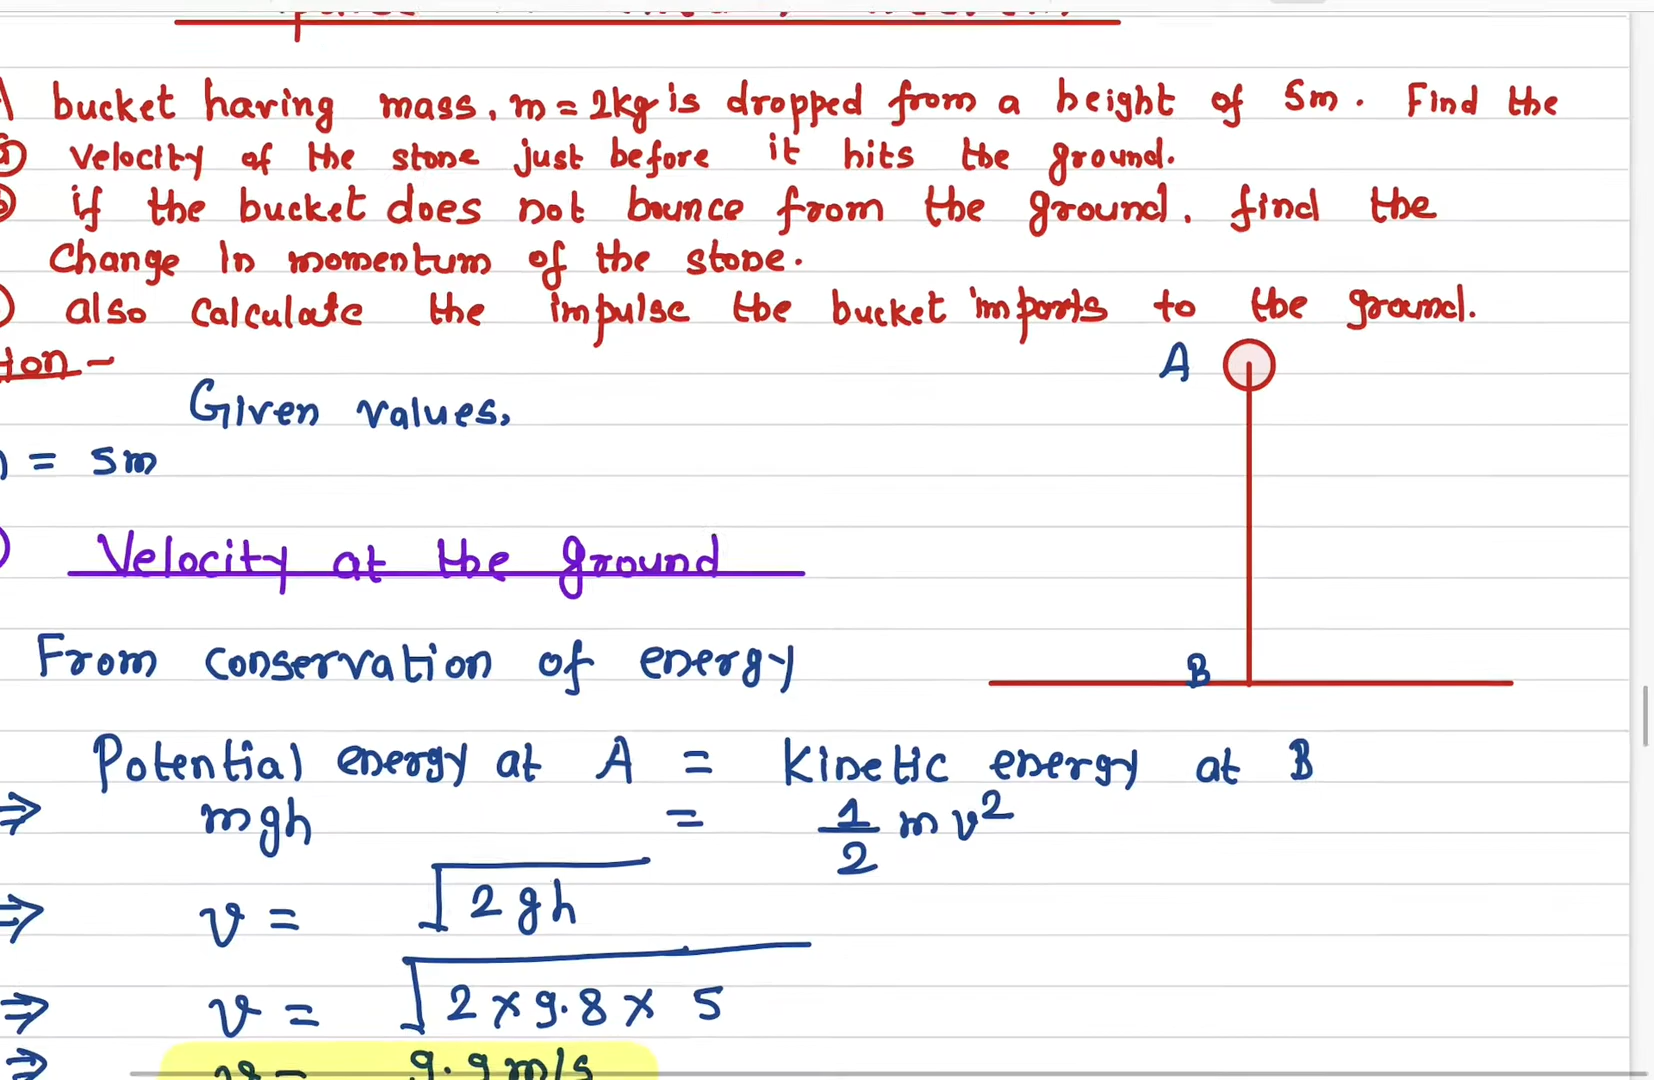 bucket having mass, m = 2kg is dropped from a height of 5m. Find the
velocity of the stone just before it hits the ground.
if the bucket does not bounce from the ground, find the
Change In momentum of the stone.
also calculate the impulse the bucket imparts to the ground.
A
Given values,
= 5m
Velocity at the ground
From conservation of energy
B
Potential energy at A = Kinetic energy at B
⇒ mgh = 1/2 mv²
⇒ v = √2gh
⇒ v = √2×9.8×5
⇒ v = 9.9m/s